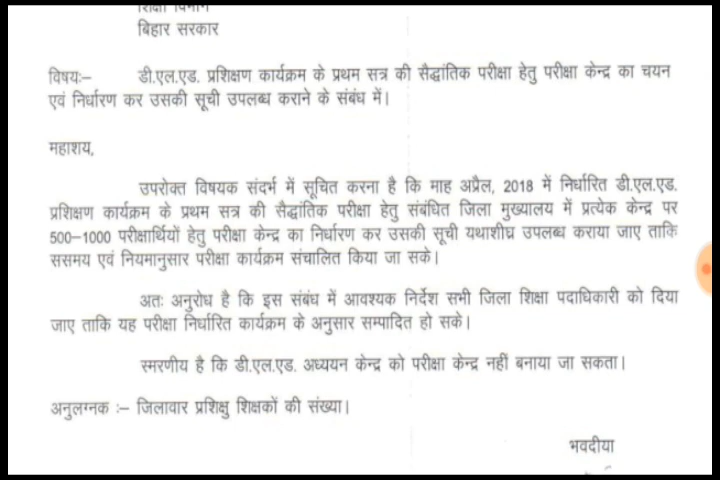 शिक्षा विभाग
बिहार सरकार
विषयः– डी.एल.एड. प्रशिक्षण कार्यक्रम के प्रथम सत्र की सैद्धांतिक परीक्षा हेतु परीक्षा केन्द्र का चयन
एवं निर्धारण कर उसकी सूची उपलब्ध कराने के संबंध में।
महाशय,
उपरोक्त विषयक संदर्भ में सूचित करना है कि माह अप्रैल, 2018 में निर्धारित डी.एल.एड.
प्रशिक्षण कार्यक्रम के प्रथम सत्र की सैद्धांतिक परीक्षा हेतु संबंधित जिला मुख्यालय में प्रत्येक केन्द्र पर
500–1000 परीक्षार्थियों हेतु परीक्षा केन्द्र का निर्धारण कर उसकी सूची यथाशीघ्र उपलब्ध कराया जाए ताकि
ससमय एवं नियमानुसार परीक्षा कार्यक्रम संचालित किया जा सके।
अतः अनुरोध है कि इस संबंध में आवश्यक निर्देश सभी जिला शिक्षा पदाधिकारी को दिया
जाए ताकि यह परीक्षा निर्धारित कार्यक्रम के अनुसार सम्पादित हो सके।
स्मरणीय है कि डी.एल.एड. अध्ययन केन्द्र को परीक्षा केन्द्र नहीं बनाया जा सकता।
अनुलग्नक :– जिलावार प्रशिक्षु शिक्षकों की संख्या।
भवदीया